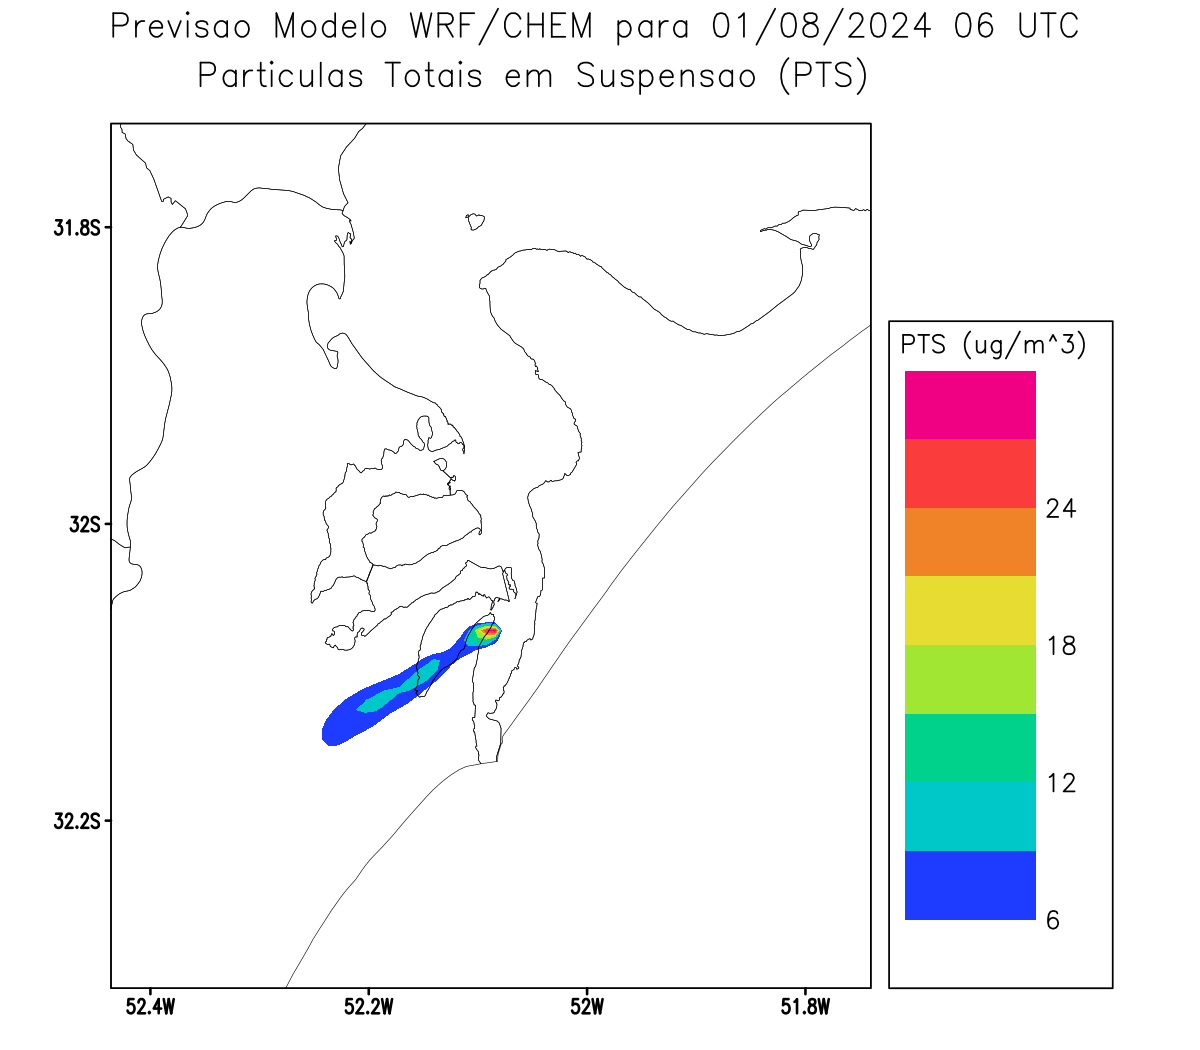 Previsao Modelo WRF/CHEM para 01/08/2024 06 UTC
Particulas Totais em Suspensao (PTS)
31.8S
32S
32.2S
52.4W
52.2W
52W
51.8W
PTS (ug/m^3)
24
18
12
6